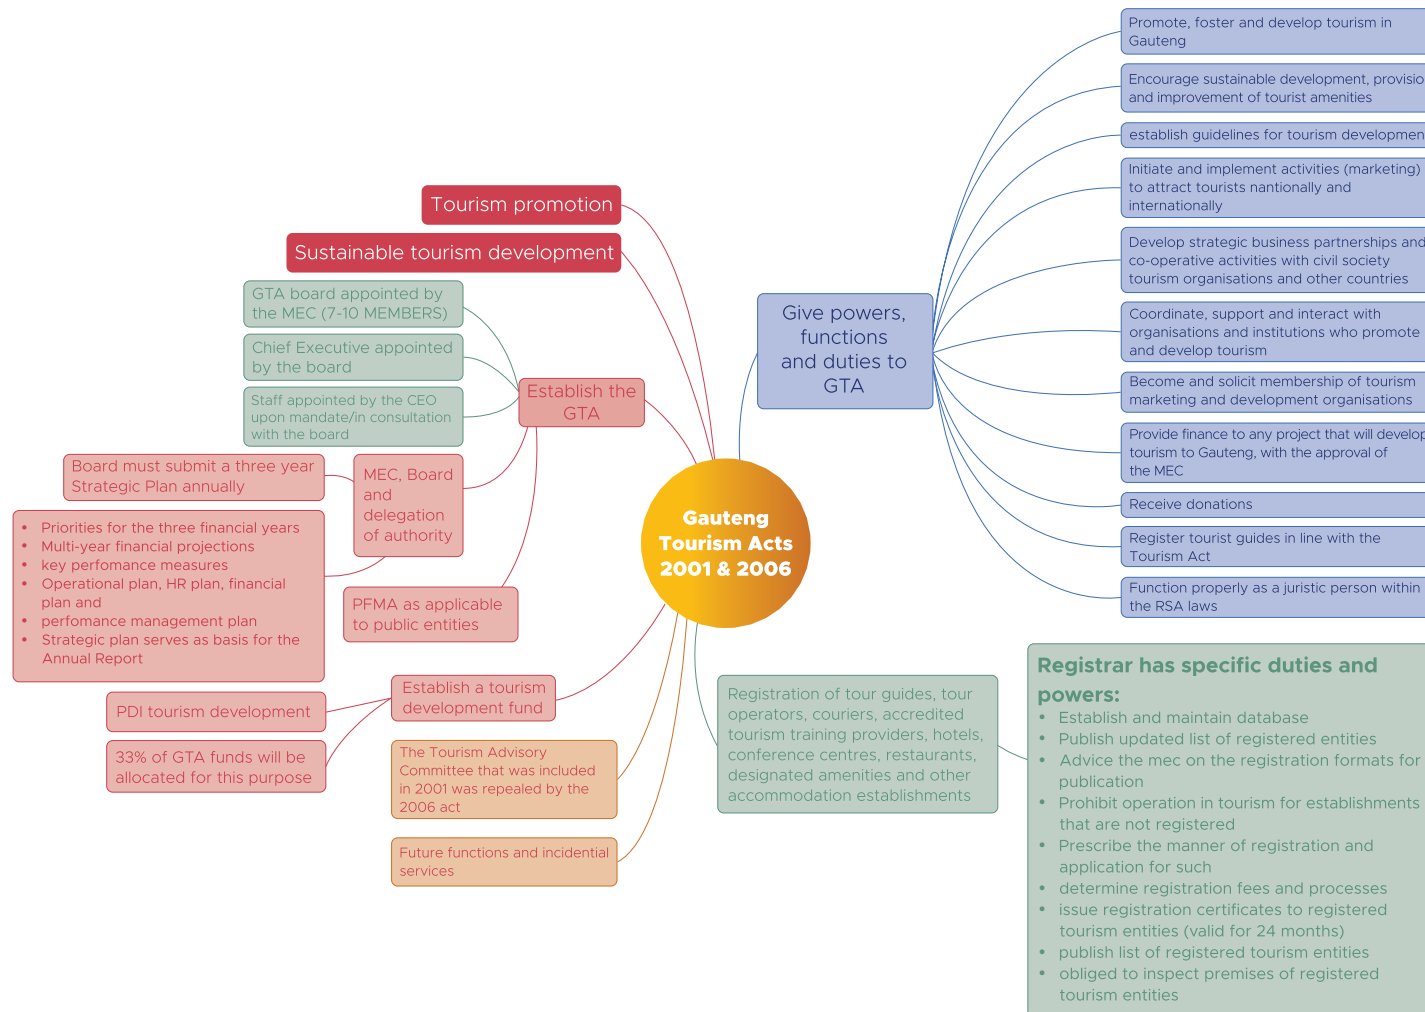 Promote, foster and develop tourism in
Gauteng
Encourage sustainable development, provisio
and improvement of tourist amenities
establish guidelines for tourism developmen
Initiate and implement activities (marketing)
to attract tourists nantionally and
internationally
Develop strategic business partnerships and
co-operative activities with civil society
tourism organisations and other countries
Coordinate, support and interact with
organisations and institutions who promote
and develop tourism
Become and solicit membership of tourism
marketing and development organisations
Provide finance to any project that will develop
tourism to Gauteng, with the approval of
the MEC
Receive donations
Register tourist guides in line with the
Tourism Act
Function properly as a juristic person within
the RSA laws
Give powers,
functions
and duties to
GTA
Tourism promotion
Sustainable tourism development
GTA board appointed by
the MEC (7-10 MEMBERS)
Chief Executive appointed
by the board
Staff appointed by the CEO
upon mandate/in consultation
with the board
Establish the
GTA
Board must submit a three year
Strategic Plan annually
MEC, Board
and
delegation
of authority
• Priorities for the three financial years
• Multi-year financial projections
• key perfomance measures
• Operational plan, HR plan, financial
plan and
• perfomance management plan
• Strategic plan serves as basis for the
Annual Report
PFMA as applicable
to public entities
Gauteng
Tourism Acts
2001 & 2006
Establish a tourism
development fund
PDI tourism development
33% of GTA funds will be
allocated for this purpose
The Tourism Advisory
Committee that was included
in 2001 was repealed by the
2006 act
Future functions and incidential
services
Registration of tour guides, tour
operators, couriers, accredited
tourism training providers, hotels,
conference centres, restaurants,
designated amenities and other
accommodation establishments
Registrar has specific duties and
powers:
• Establish and maintain database
• Publish updated list of registered entities
• Advice the mec on the registration formats for
publication
• Prohibit operation in tourism for establishments
that are not registered
• Prescribe the manner of registration and
application for such
• determine registration fees and processes
• issue registration certificates to registered
tourism entities (valid for 24 months)
• publish list of registered tourism entities
• obliged to inspect premises of registered
tourism entities